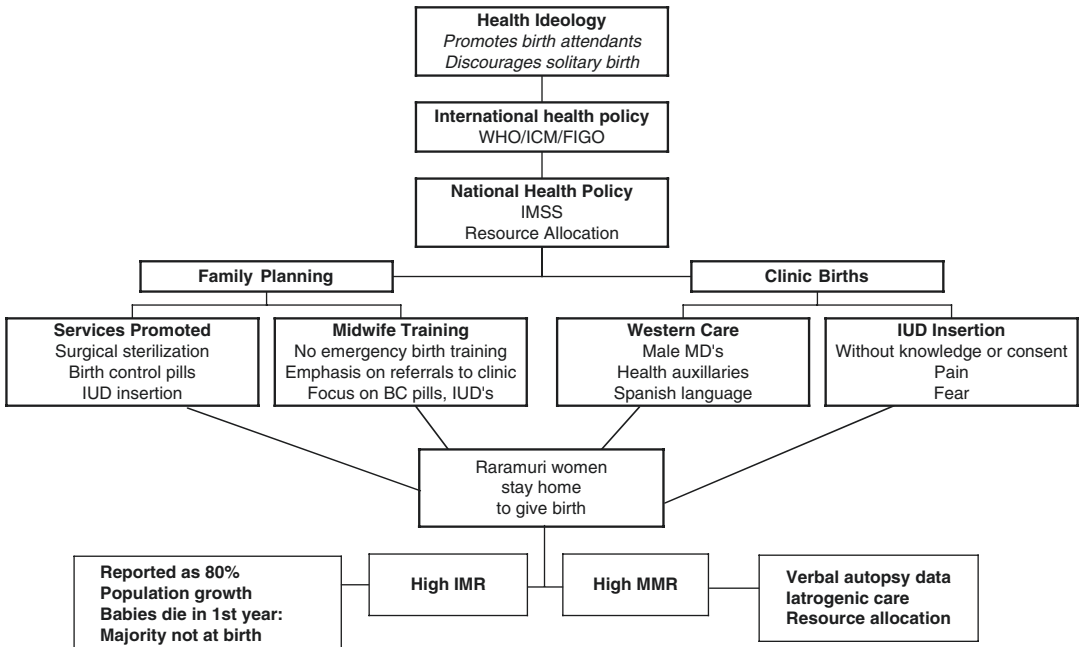 Health Ideology
Promotes birth attendants
Discourages solitary birth
International health policy
WHO/ICM/FIGO
National Health Policy
IMSS
Resource Allocation
Family Planning
Clinic Births
Services Promoted
Surgical sterilization
Birth control pills
IUD insertion
Midwife Training
No emergency birth training
Emphasis on referrals to clinic
Focus on BC pills, IUD's
Western Care
Male MD's
Health auxillaries
Spanish language
IUD Insertion
Without knowledge or consent
Pain
Fear
Raramuri women
stay home
to give birth
Reported as 80%
Population growth
Babies die in 1st year:
Majority not at birth
High IMR
High MMR
Verbal autopsy data
Iatrogenic care
Resource allocation